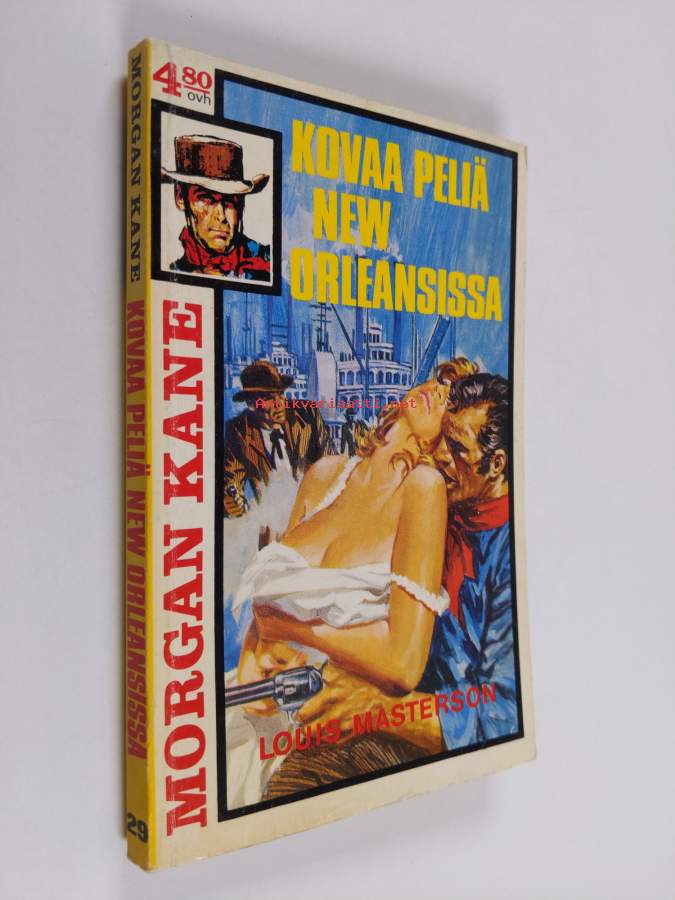 4 80
ovh
KOVAA PELIÄ
NEW
ORLEANSISSA
MORGAN KANE
LOUIS MASTERSON
MORGAN KANE KOVAA PELIÄ NEW ORLEANSISSA
29
Antikvariaatti.net